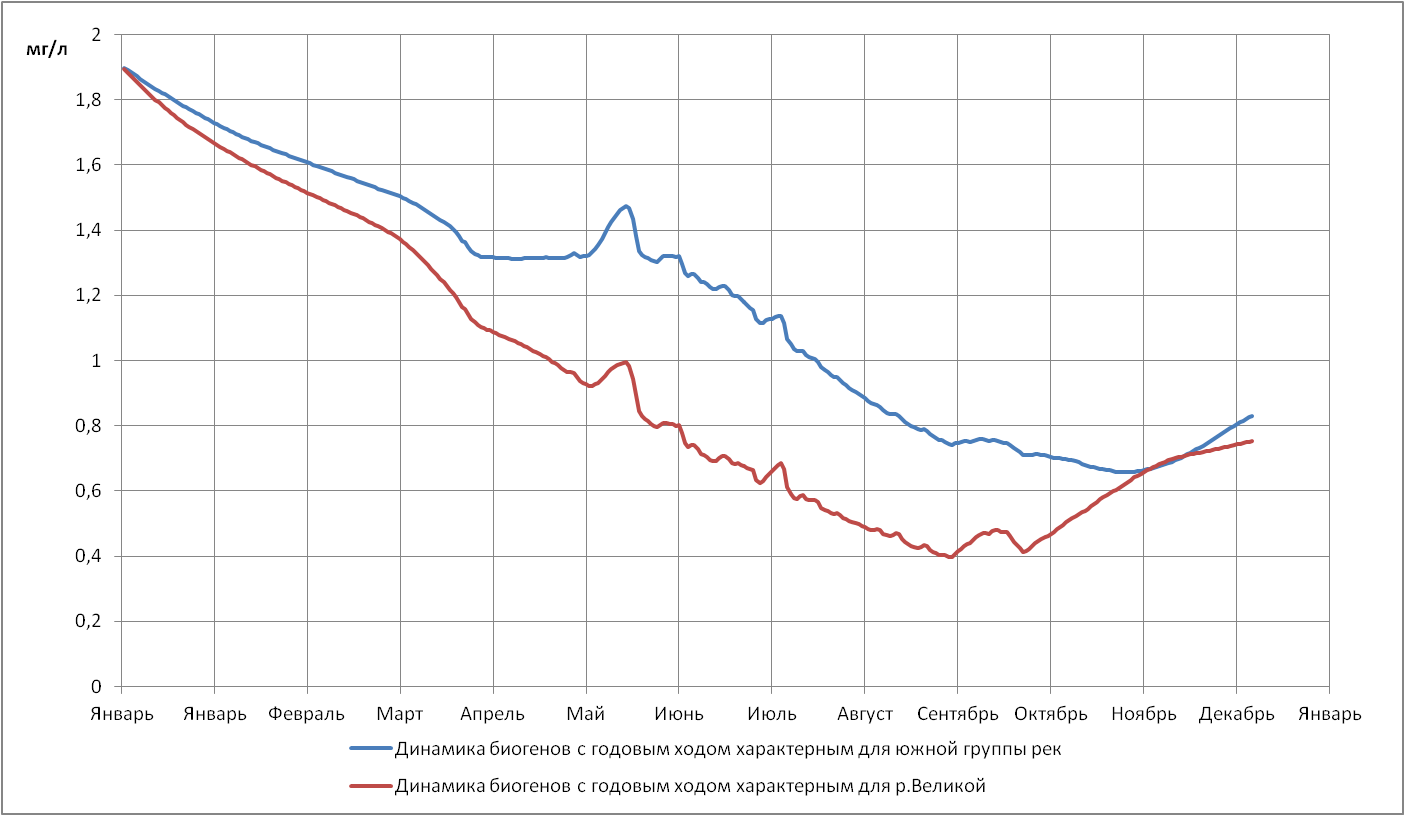 мг/л
2
1,8
1,6
1,4
1,2
1
0,8
0,6
0,4
0,2
0
Январь Январь Февраль Март Апрель Май Июнь Июль Август Сентябрь Октябрь Ноябрь Декабрь Январь
Динамика биогенов с годовым ходом характерным для южной группы рек
Динамика биогенов с годовым ходом характерным для р.Великой